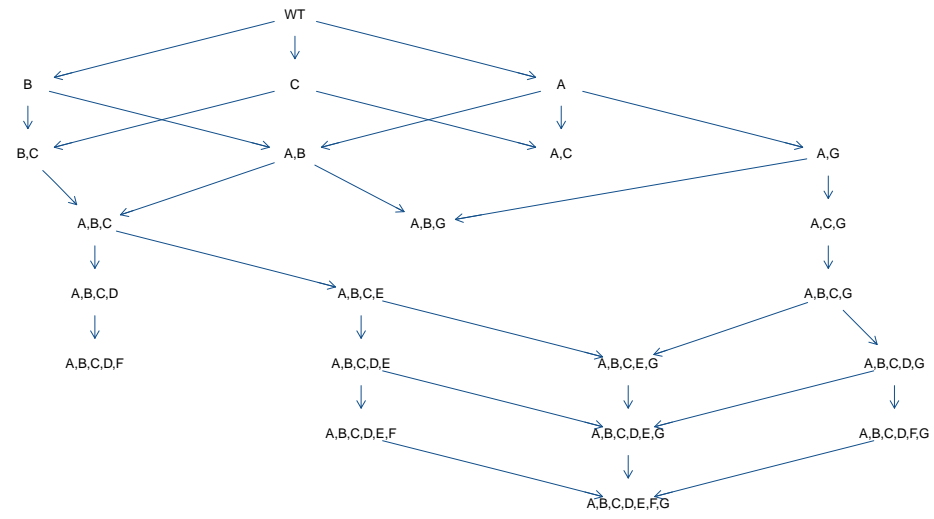 WT
B
C
A
B,C
A,B
A,C
A,G
A,B,C
A,B,G
A,C,G
A,B,C,D
A,B,C,E
A,B,C,G
A,B,C,D,F
A,B,C,D,E
A,B,C,E,G
A,B,C,D,G
A,B,C,D,E,F
A,B,C,D,E,G
A,B,C,D,F,G
A,B,C,D,E,F,G